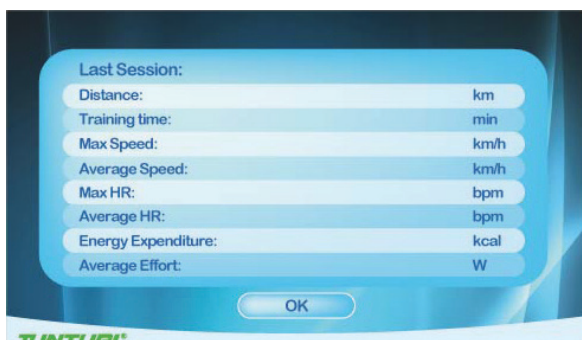 Last Session:
Distance: km
Training time: min
Max Speed: km/h
Average Speed: km/h
Max HR: bpm
Average HR: bpm
Energy Expenditure: kcal
Average Effort: W
OK
TUNTURI®